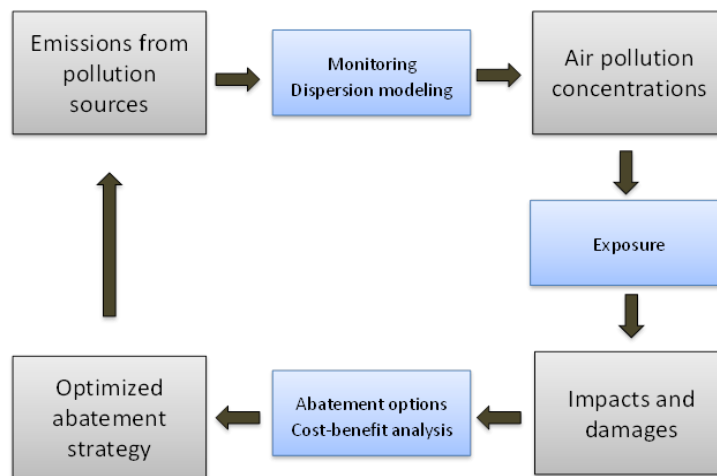 Emissions from
pollution
sources
Monitoring
Dispersion modeling
Air pollution
concentrations
Exposure
Impacts and
damages
Abatement options
Cost-benefit analysis
Optimized
abatement
strategy